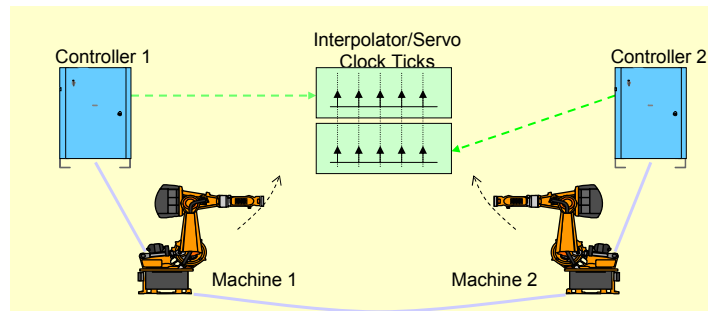 Interpolator/Servo
Clock Ticks
Controller 1
Controller 2
Machine 1
Machine 2